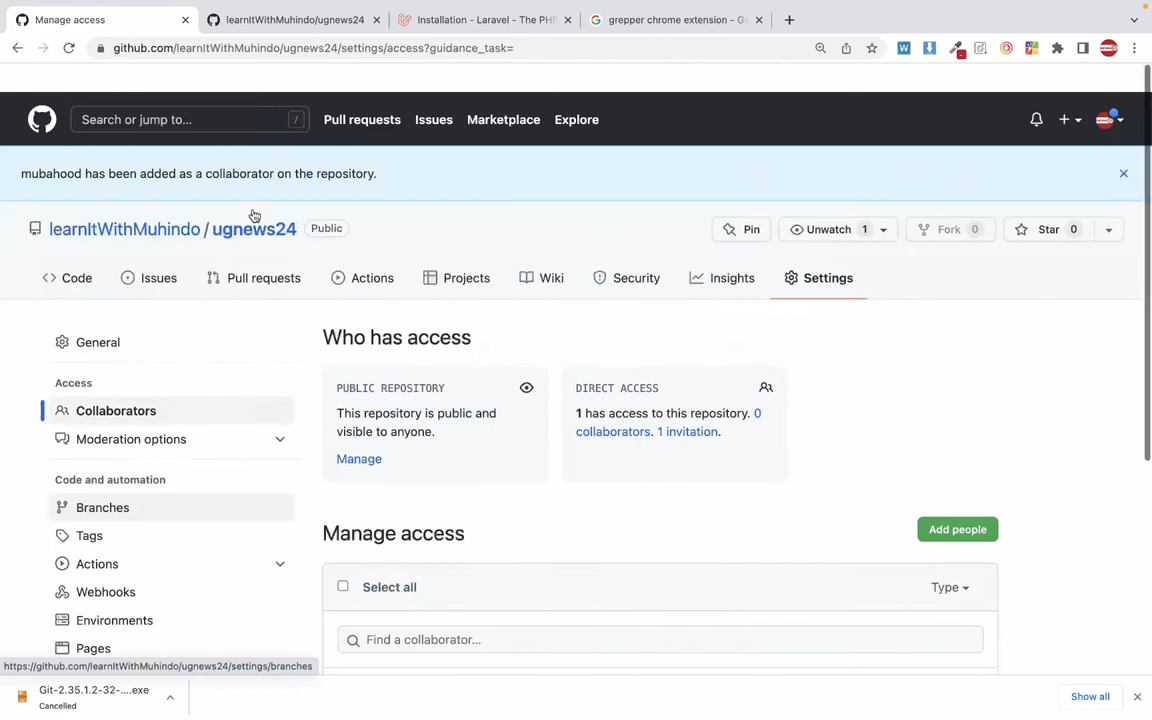 Manage access
learnItWithMuhindo/ugnews24
Installation - Laravel - The PHP
grepper chrome extension - Go
github.com/learnItWithMuhindo/ugnews24/settings/access?guidance_task=
Search or jump to...
/
Pull requests
Issues
Marketplace
Explore
mubahood has been added as a collaborator on the repository.
learnItWithMuhindo / ugnews24
Public
Pin
Unwatch 1
Fork 0
Star 0
Code
Issues
Pull requests
Actions
Projects
Wiki
Security
Insights
Settings
General
Access
Collaborators
Moderation options
Code and automation
Branches
Tags
Actions
Webhooks
Environments
Pages
Who has access
PUBLIC REPOSITORY
This repository is public and
visible to anyone.
Manage
DIRECT ACCESS
1 has access to this repository. 0
collaborators. 1 invitation.
Manage access
Add people
Select all
Type
Find a collaborator...
https://github.com/learnItWithMuhindo/ugnews24/settings/branches
Git-2.35.1.2-32-....exe
Cancelled
Show all